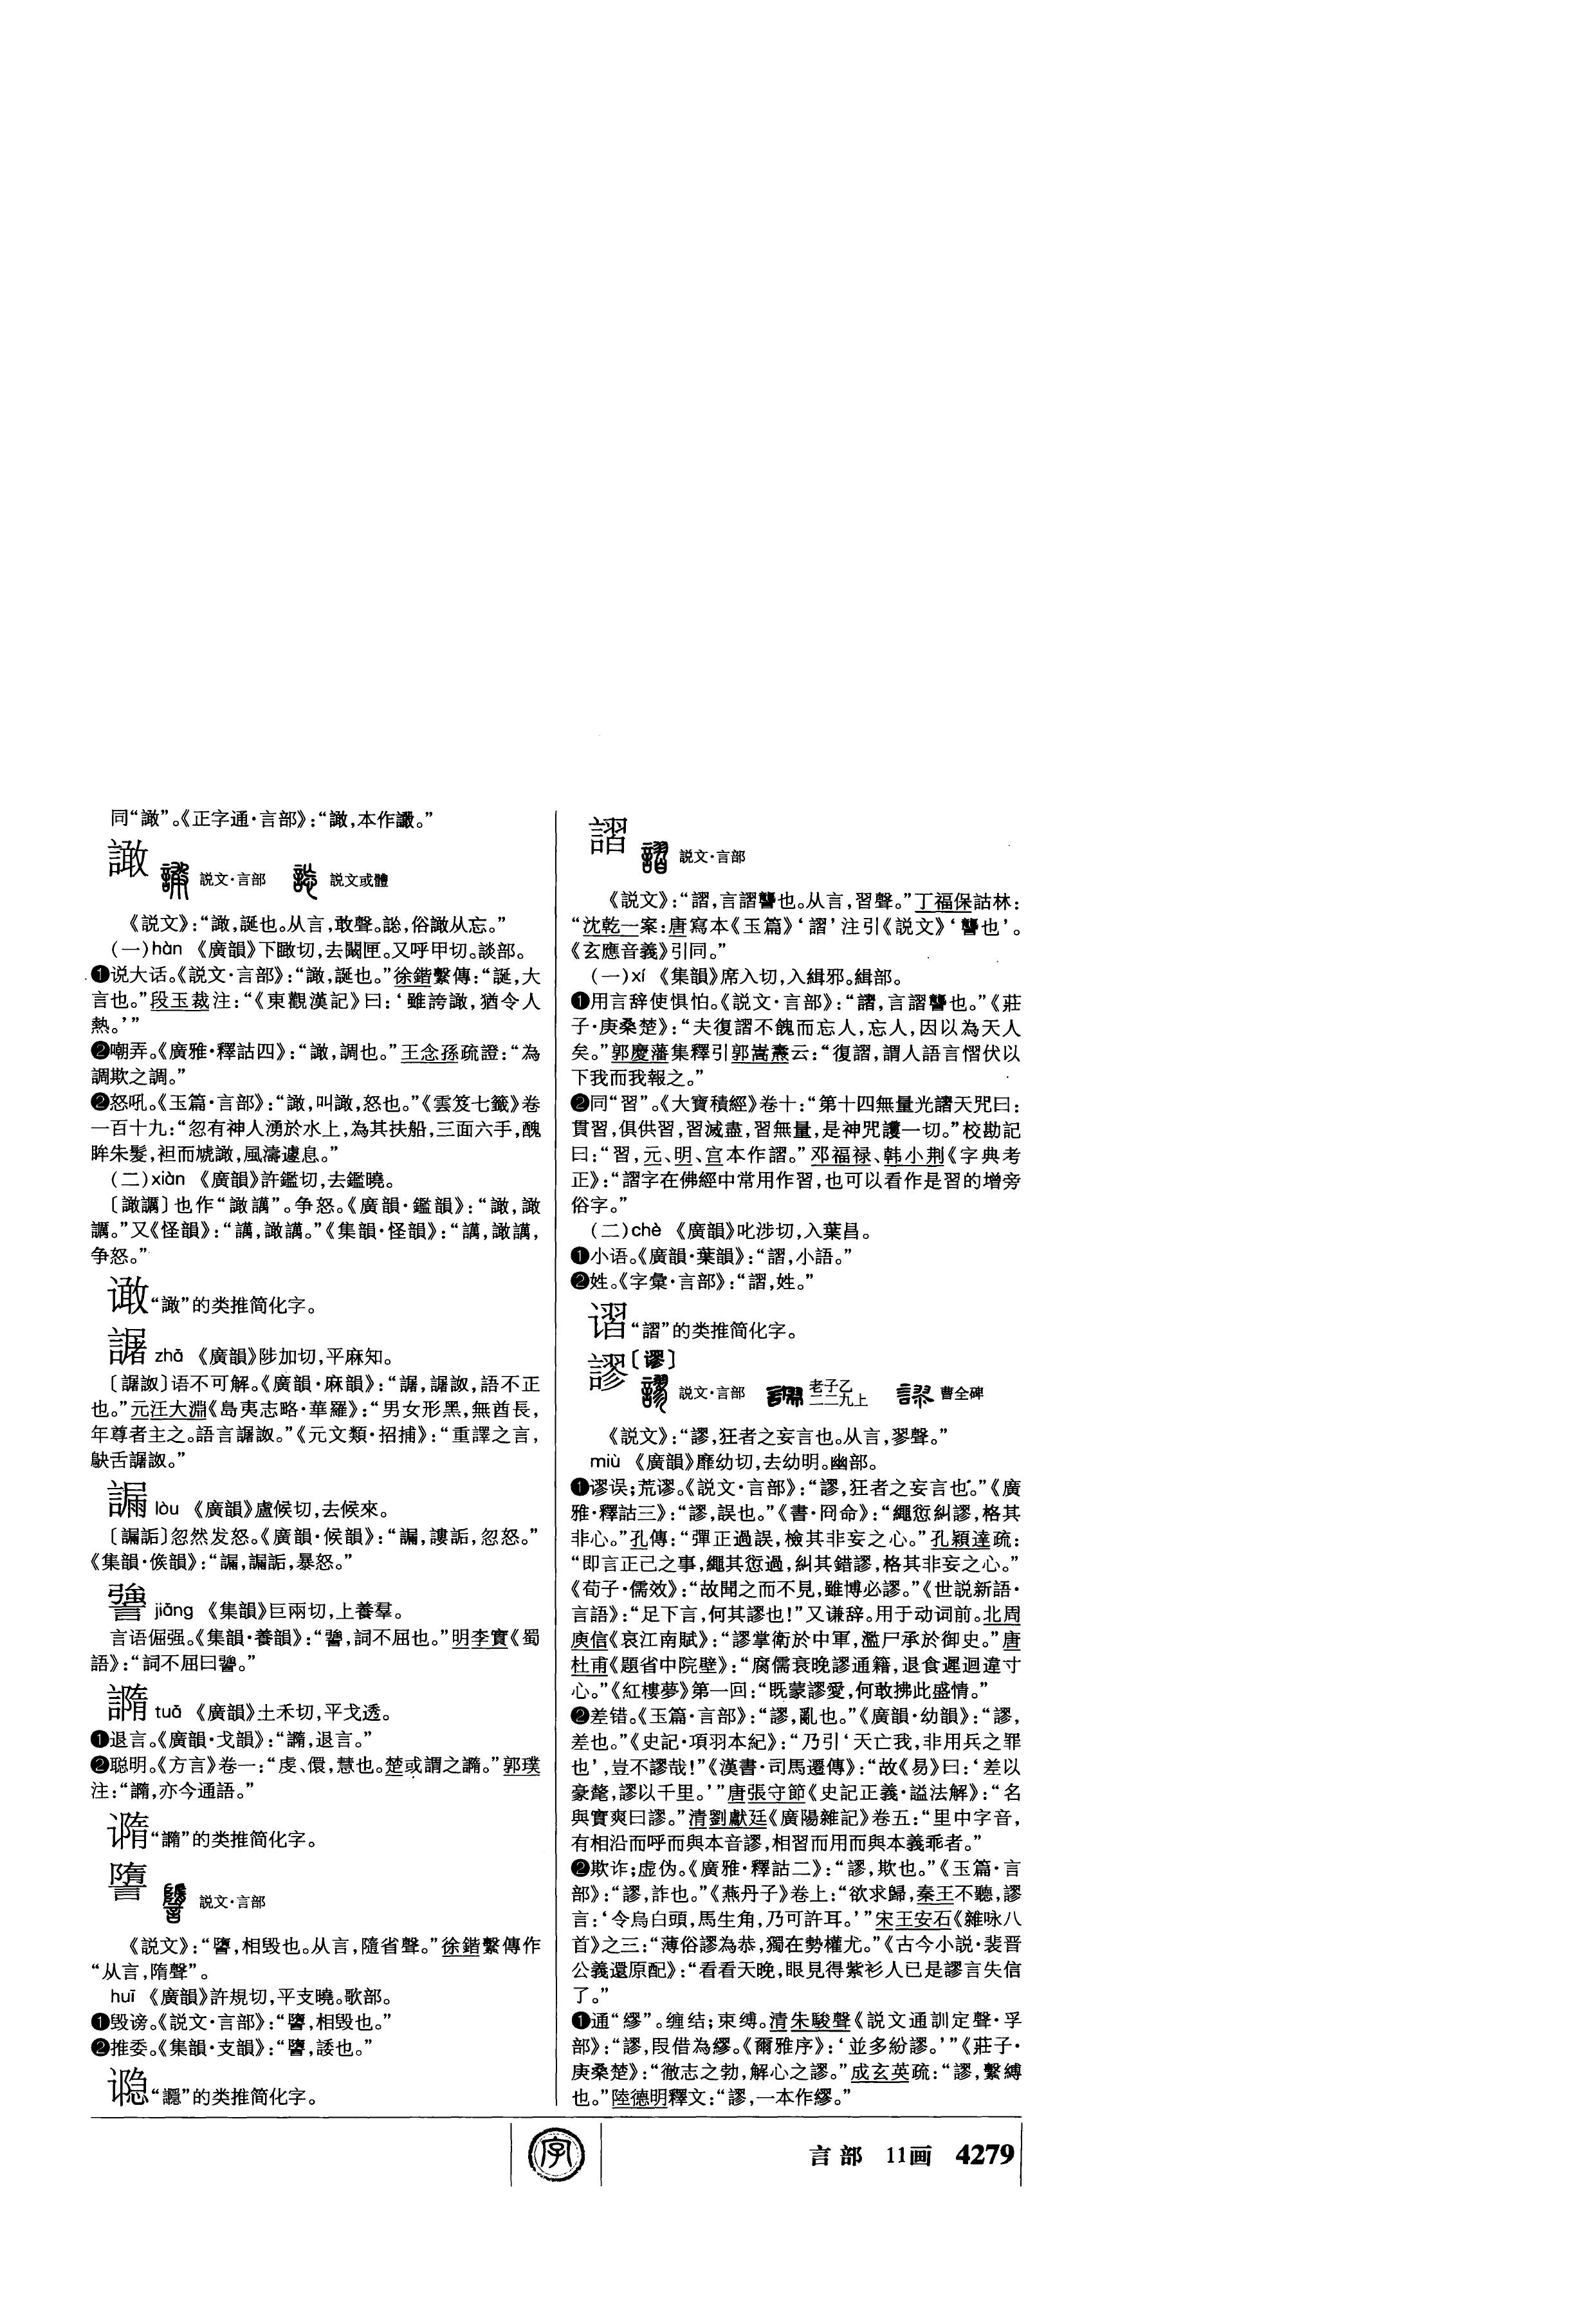 同“譀”。《正字通·言部》：“譀，本作讝。”
譀 説文·言部 説文或體
《説文》：“譀，誕也。从言，敢聲。䛞，俗譀从忘。”
(一)hàn 《廣韻》下瞰切，去闞匣。又呼甲切。談部。
❶说大话。《説文·言部》：“譀，誕也。”徐鍇繫傳：“誕，大
言也。”段玉裁注：“《東觀漢記》曰：‘雖誇譀，猶令人
熱。’”
❷嘲弄。《廣雅·釋詁四》：“譀，調也。”王念孫疏證：“為
調欺之調。”
❷怒吼。《玉篇·言部》：“譀，叫譀，怒也。”《雲笈七籤》卷
一百十九：“忽有神人湧於水上，為其扶船，三面六手，醜
眸朱髮，袒而虓譀，風濤遽息。”
(二)xiàn 《廣韻》許鑑切，去鑑曉。
〔譀䜕〕也作“譀講”。争怒。《廣韻·鑑韻》：“譀，譀
䜕。”又《怪韻》：“講，譀講。”《集韻·怪韻》：“講，譀講，
争怒。”
“譀”的类推简化字。
䜁 zhā 《廣韻》陟加切，平麻知。
〔䜁䛔〕语不可解。《廣韻·麻韻》：“䜁，䜁䛔，語不正
也。”元汪大淵《島夷志略·華羅》：“男女形黑，無酋長，
年尊者主之。語言䜁䛔。”《元文類·招捕》：“重譯之言，
鴃舌䜁䛔。”
lòu 《廣韻》盧候切，去候來。
忽然发怒。《廣韻·候韻》：“謱詬，忽怒。”
《集韻·㑋韻》：“暴怒。”
jiǎng 《集韻》巨兩切，上養羣。
言语倔强。《集韻·養韻》：“詞不屈也。”明李實《蜀
語》：“詞不屈曰。”
䜏 tuǒ 《廣韻》土禾切，平戈透。
❶退言。《廣韻·戈韻》：“䜏，退言。”
❷聪明。《方言》卷一：“虔、儇，慧也。楚或謂之䜏。”郭璞
注：“䜏，亦今通語。”
“䜏”的类推简化字。
説文·言部
《説文》：“相毀也。从言，隨省聲。”徐鍇繫傳作
“从言，隋聲”。
huī 《廣韻》許規切，平支曉。歌部。
❶毁谤。《説文·言部》：“相毀也。”
❷推委。《集韻·支韻》：“諉也。”
“讔”的类推简化字。
謵 説文·言部
《説文》：“謵，言謵讋也。从言，習聲。”丁福保詁林：
“沈乾一案：唐寫本《玉篇》‘謵’注引《説文》‘讋也’。
《玄應音義》引同。”
(一)xí 《集韻》席入切，入緝邪。緝部。
❶用言辞使惧怕。《説文·言部》：“謵，言謵讋也。”《莊
子·庚桑楚》：“夫復謵不餽而忘人，忘人，因以為天人
矣。”郭慶藩集釋引郭嵩燾云：“復謵，謂人語言慴伏以
下我而我報之。”
❷同“習”。《大寶積經》卷十：“第十四無量光謵天咒曰：
貫習，俱供習，習滅盡，習無量，是神咒護一切。”校勘記
曰：“習，元、明、宫本作謵。”邓福禄、韩小荆《字典考
正》：“謵字在佛經中常用作習，也可以看作是習的增旁
俗字。”
(二)chè 《廣韻》叱涉切，入葉昌。
❶小语。《廣韻·葉韻》：“謵，小語。”
❷姓。《字彙·言部》：“謵，姓。”
“謵”的类推简化字。
謬〔谬〕 説文·言部 老子乙二二九上 曹全碑
《説文》：“謬，狂者之妄言也。从言，翏聲。”
miù 《廣韻》靡幼切，去幼明。幽部。
❶谬误；荒谬。《説文·言部》：“謬，狂者之妄言也。”《廣
雅·釋詁三》：“謬，誤也。”《書·冏命》：“繩愆糾謬，格其
非心。”孔傳：“彈正過誤，檢其非妄之心。”孔穎達疏：
“即言正己之事，繩其愆過，糾其錯謬，格其非妄之心。”
《荀子·儒效》：“故聞之而不見，雖博必謬。”《世説新語·
言語》：“足下言，何其謬也！”又谦辞。用于动词前。北周
庾信《哀江南賦》：“謬掌衛於中軍，濫尸承於御史。”唐
杜甫《題省中院壁》：“腐儒衰晚謬通籍，退食遲迴違寸
心。”《紅樓夢》第一回：“既蒙謬愛，何敢拂此盛情。”
❷差错。《玉篇·言部》：“謬，亂也。”《廣韻·幼韻》：“謬，
差也。”《史記·項羽本紀》：“乃引‘天亡我，非用兵之罪
也’，豈不謬哉！”《漢書·司馬遷傳》：“故《易》曰：‘差以
豪氂，謬以千里。’”唐張守節《史記正義·謚法解》：“名
與實爽曰謬。”清劉獻廷《廣陽雜記》卷五：“里中字音，
有相沿而呼而與本音謬，相習而用而與本義乖者。”
❷欺诈；虚伪。《廣雅·釋詁二》：“謬，欺也。”《玉篇·言
部》：“謬，詐也。”《燕丹子》卷上：“欲求歸，秦王不聽，謬
言：‘令烏白頭，馬生角，乃可許耳。’”宋王安石《雜咏八
首》之三：“薄俗謬為恭，獨在勢權尤。”《古今小説·裴晋
公義還原配》：“看看天晚，眼見得紫衫人已是謬言失信
了。”
❶通“繆”。缠结；束缚。清朱駿聲《説文通訓定聲·孚
部》：“謬，叚借為繆。《爾雅序》：‘並多紛謬。’”《莊子·
庚桑楚》：“徹志之勃，解心之謬。”成玄英疏：“謬，繫縛
也。”陸德明釋文：“謬，一本作繆。”
字
言部 11画 4279